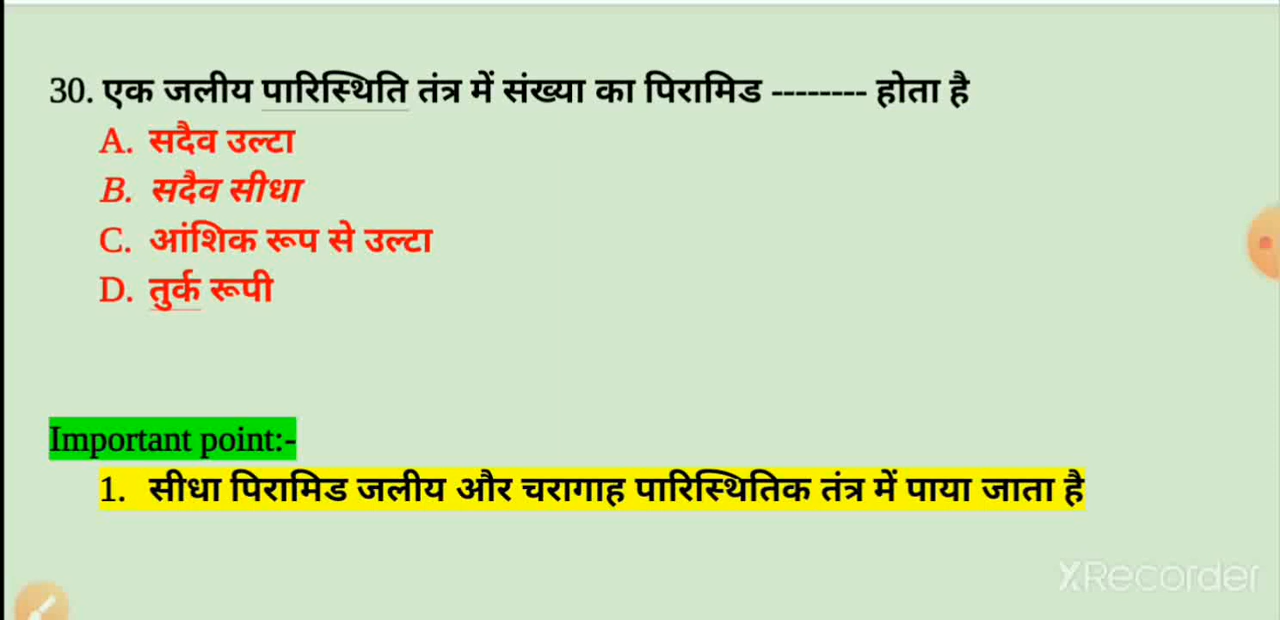 30. एक जलीय पारिस्थिति तंत्र में संख्या का पिरामिड -------- होता है
A. सदैव उल्टा
B. सदैव सीधा
C. आंशिक रूप से उल्टा
D. तुर्क रूपी
Important point:-
1. सीधा पिरामिड जलीय और चरागाह पारिस्थितिक तंत्र में पाया जाता है
XRecorder